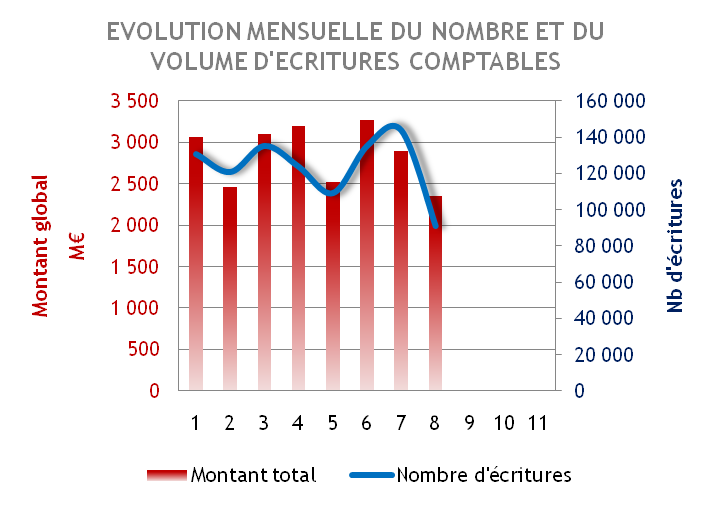 EVOLUTION MENSUELLE DU NOMBRE ET DU
VOLUME D'ECRITURES COMPTABLES
Montant global
M€
3 500
3 000
2 500
2 000
1 500
1 000
500
0
160 000
140 000
120 000
100 000
80 000
60 000
40 000
20 000
0
Nb d'écritures
1 2 3 4 5 6 7 8 9 10 11
Montant total
Nombre d'écritures